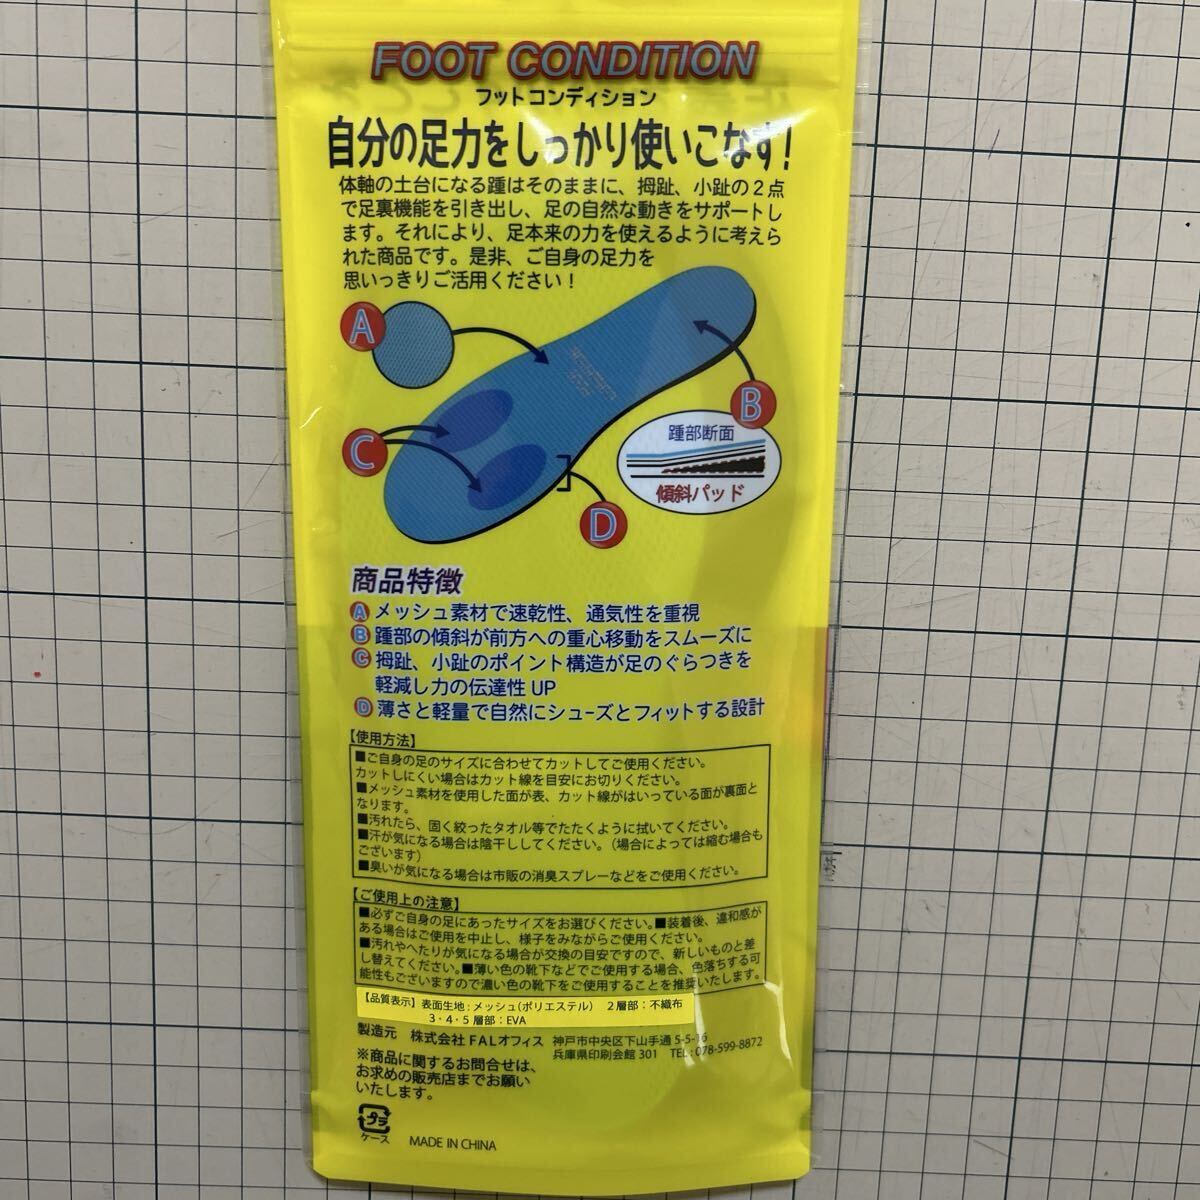 FOOT CONDITION
フットコンディション
自分の足力をしっかり使いこなす!
体軸の土台になる踵はそのままに、拇趾、小趾の2点
で足裏機能を引き出し、足の自然な動きをサポートし
ます。それにより、足本来の力を使えるように考えら
れた商品です。是非、ご自身の足力を
思いっきりご活用ください!
A
B
C
D
踵部断面
傾斜パッド
商品特徴
A メッシュ素材で速乾性、通気性を重視
B 踵部の傾斜が前方への重心移動をスムーズに
C 拇趾、小趾のポイント構造が足のぐらつきを
軽減し力の伝達性 UP
D 薄さと軽量で自然にシューズとフィットする設計
【使用方法】
■ご自身の足のサイズに合わせてカットしてご使用ください。
カットしにくい場合はカット線を目安にお切りください。
■メッシュ素材を使用した面が表、カット線がはいっている面が裏面と
なります。
■汚れたら、固く絞ったタオル等でたたくように拭いてください。
■汗が気になる場合は陰干ししてください。(場合によっては縮む場合も
ございます)
■臭いが気になる場合は市販の消臭スプレーなどをご使用ください。
【ご使用上の注意】
■必ずご自身の足にあったサイズをお選びください。■装着後、違和感が
ある場合はご使用を中止し、様子をみながらご使用ください。
■汚れやへたりが気になる場合が交換の目安ですので、新しいものと差
し替えてください。■薄い色の靴下などでご使用する場合、色落ちする可
能性もございますので濃い色の靴下をご使用することを推奨いたします。
【品質表示】表面生地:メッシュ(ポリエステル) 2層部:不織布
3・4・5層部:EVA
製造元 株式会社FALオフィス 神戸市中央区下山手通 5-5-16
兵庫県印刷会館 301 TEL:078-599-8872
※商品に関するお問合せは、
お求めの販売店までお願い
いたします。
プラ
ケース
MADE IN CHINA